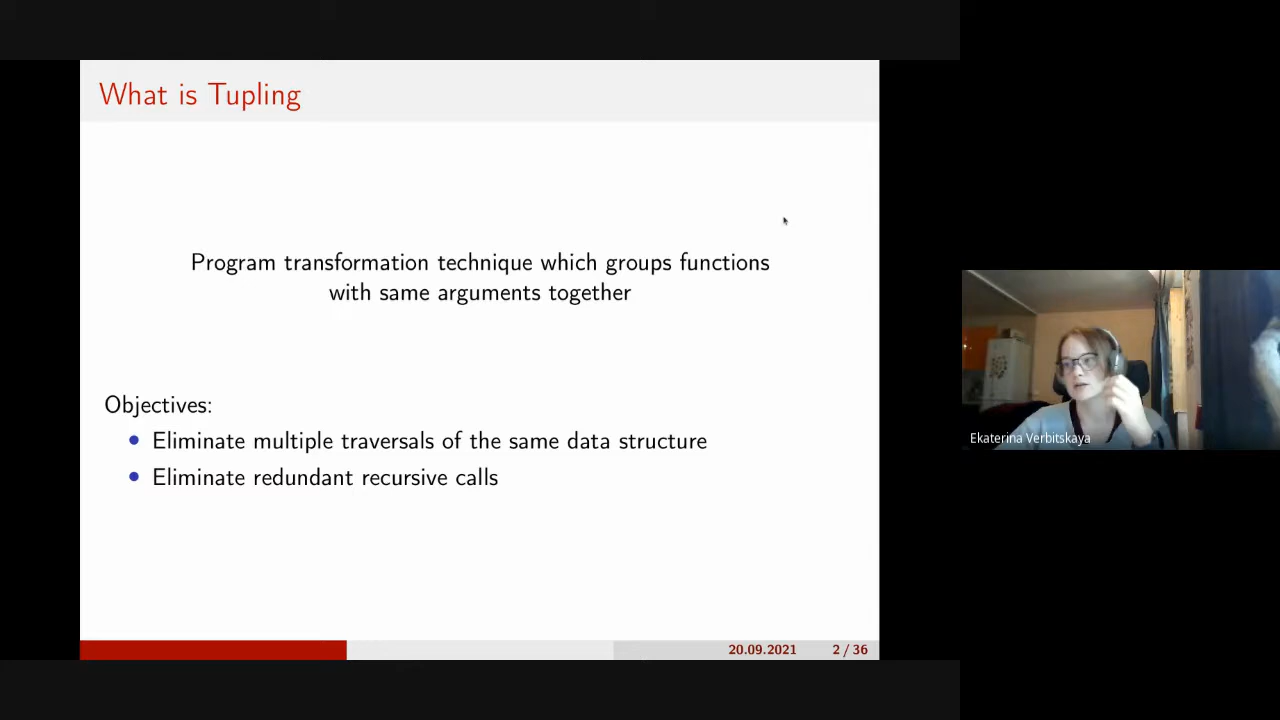 What is Tupling
Program transformation technique which groups functions
with same arguments together
Objectives:
Eliminate multiple traversals of the same data structure
Eliminate redundant recursive calls
20.09.2021 2 / 36
Ekaterina Verbitskaya